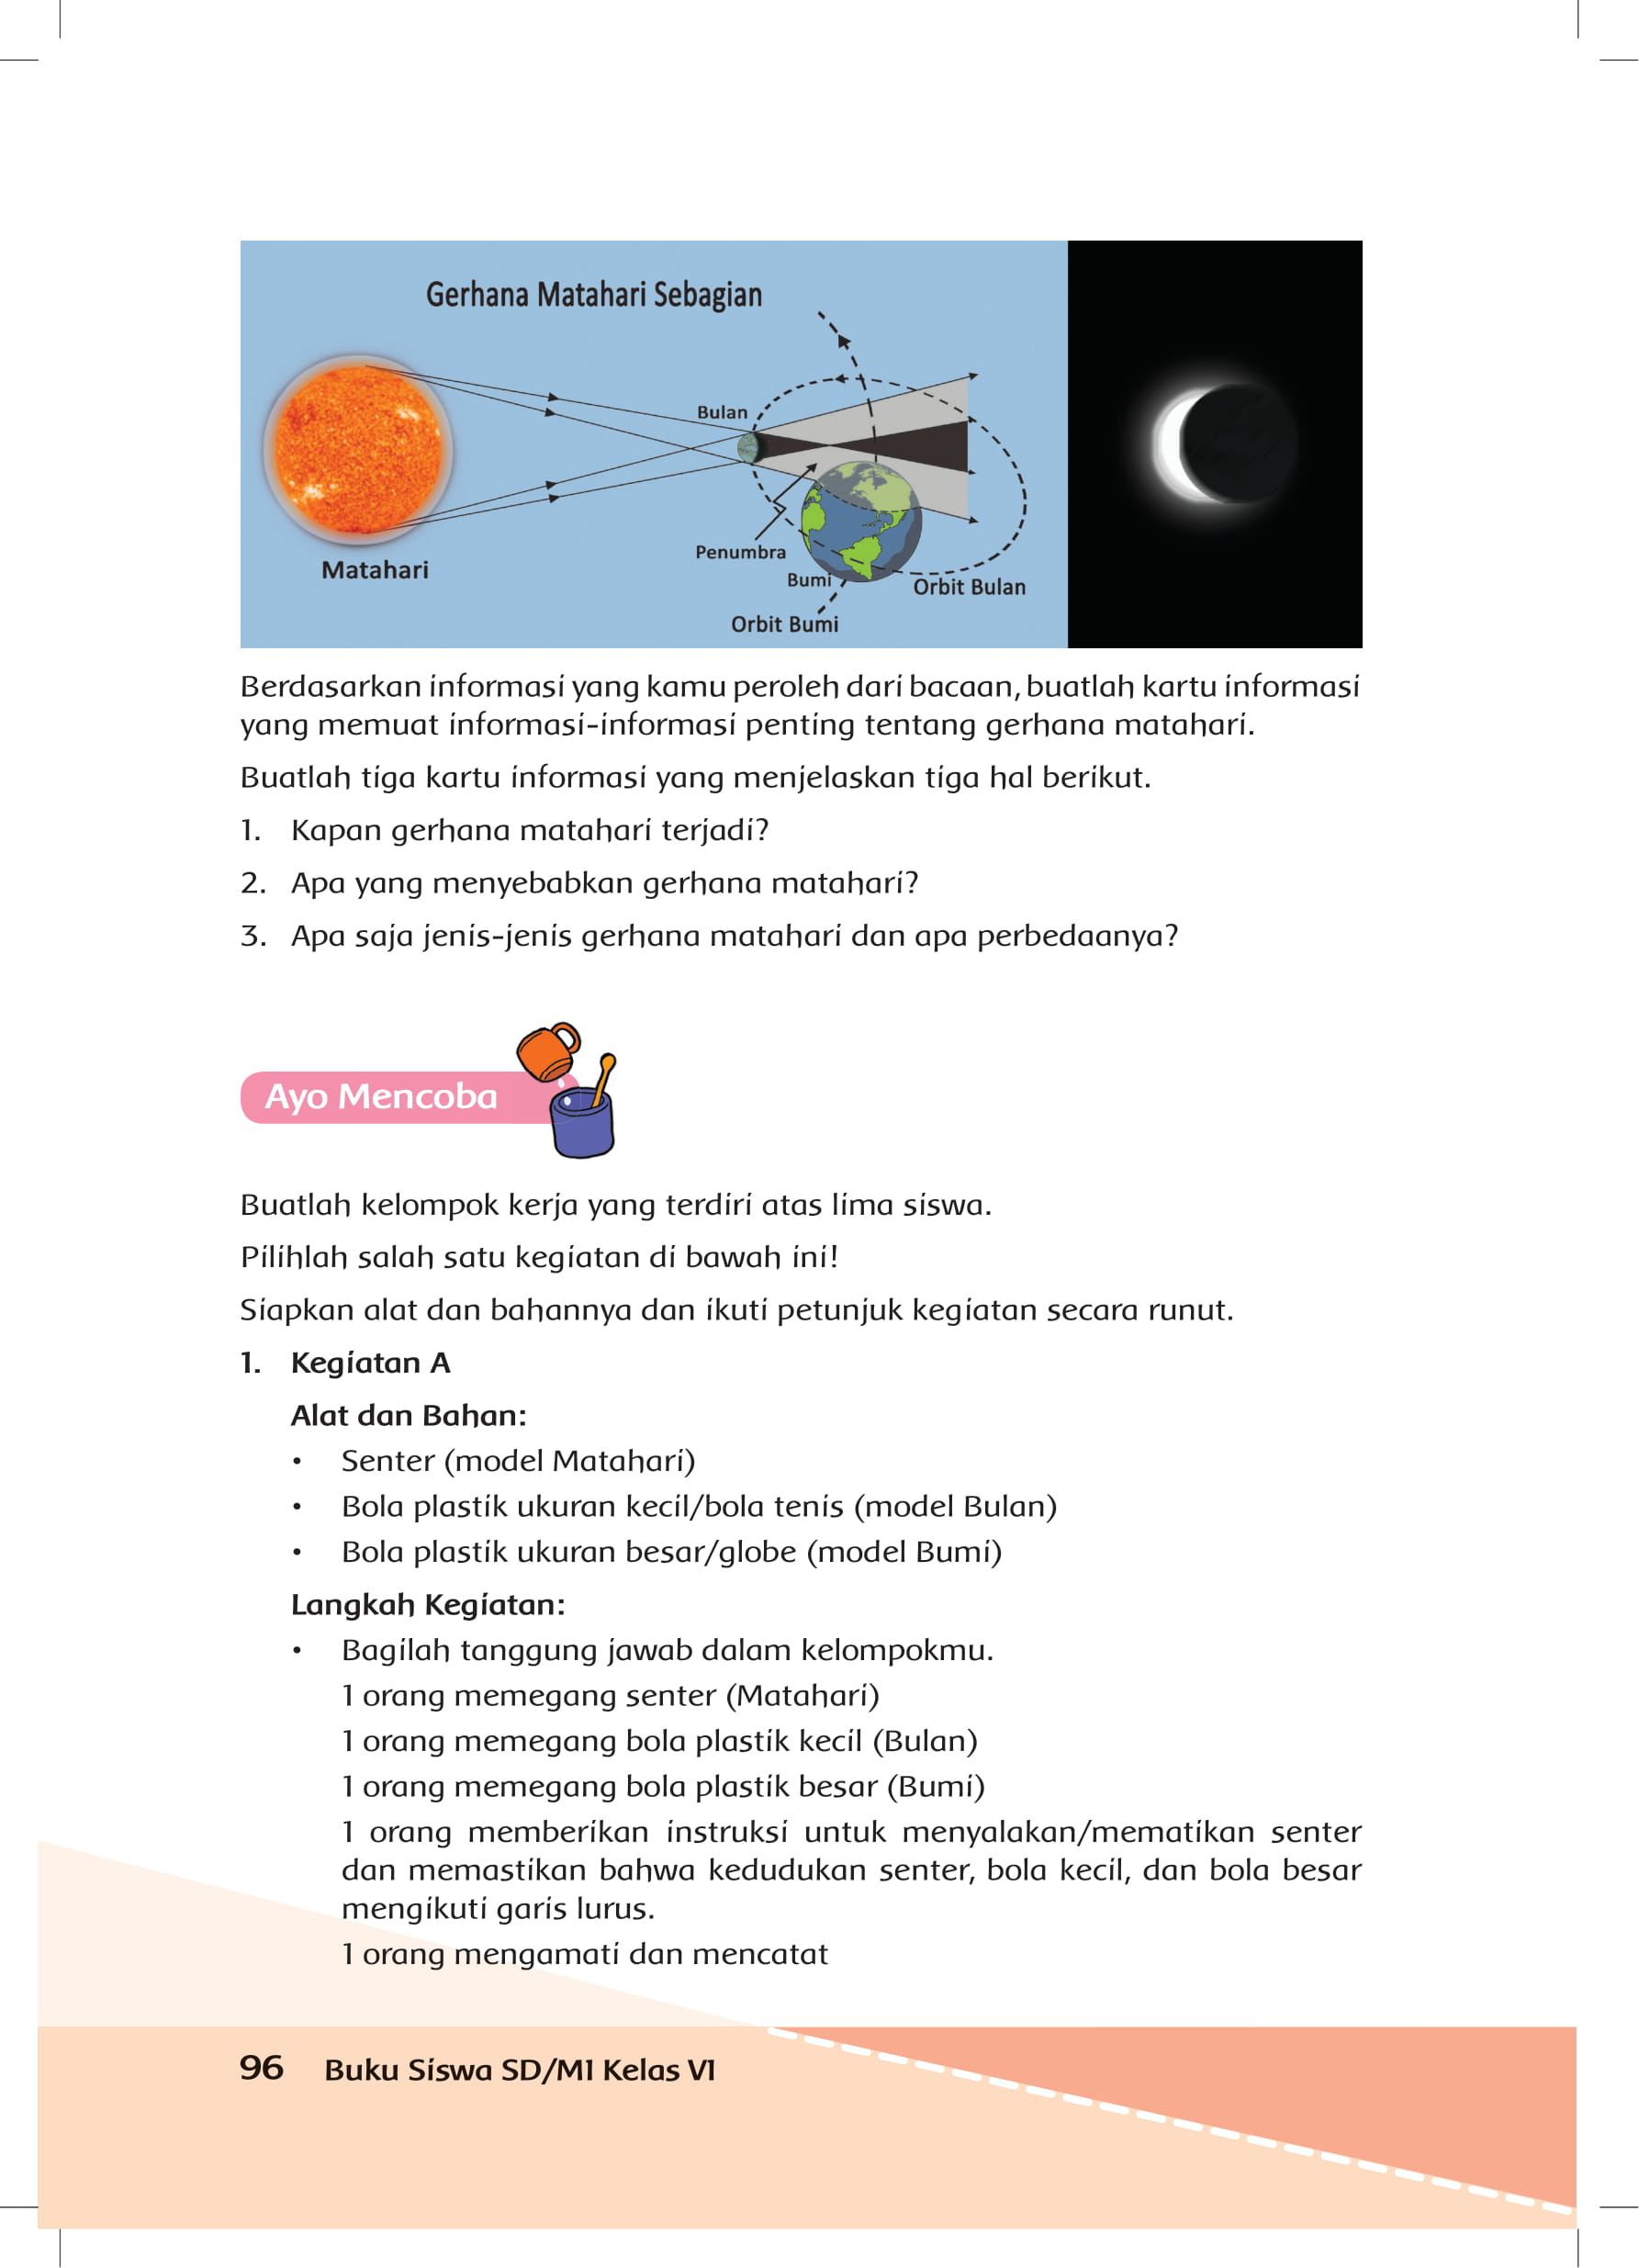 Gerhana Matahari Sebagian
Bulan
Penumbra
Matahari
Bumi
Orbit Bulan
Orbit Bumi
Berdasarkan informasi yang kamu peroleh dari bacaan, buatlah kartu informasi
yang memuat informasi-informasi penting tentang gerhana matahari.
Buatlah tiga kartu informasi yang menjelaskan tiga hal berikut.
1. Kapan gerhana matahari terjadi?
2. Apa yang menyebabkan gerhana matahari?
3. Apa saja jenis-jenis gerhana matahari dan apa perbedaanya?
Ayo Mencoba
Buatlah kelompok kerja yang terdiri atas lima siswa.
Pilihlah salah satu kegiatan di bawah ini!
Siapkan alat dan bahannya dan ikuti petunjuk kegiatan secara runut.
1. Kegiatan A
Alat dan Bahan:
• Senter (model Matahari)
• Bola plastik ukuran kecil/bola tenis (model Bulan)
• Bola plastik ukuran besar/globe (model Bumi)
Langkah Kegiatan:
• Bagilah tanggung jawab dalam kelompokmu.
1 orang memegang senter (Matahari)
1 orang memegang bola plastik kecil (Bulan)
1 orang memegang bola plastik besar (Bumi)
1 orang memberikan instruksi untuk menyalakan/mematikan senter
dan memastikan bahwa kedudukan senter, bola kecil, dan bola besar
mengikuti garis lurus.
1 orang mengamati dan mencatat
96 Buku Siswa SD/MI Kelas VI